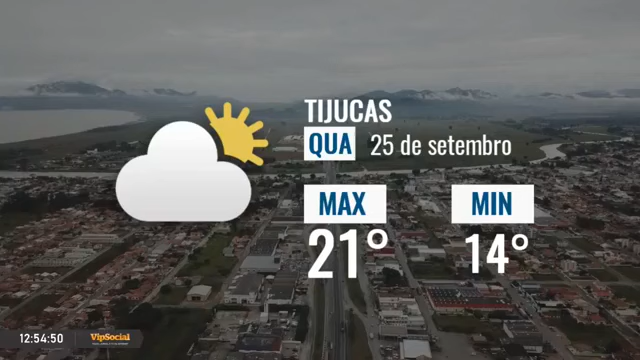 TIJUCAS
QUA 25 de setembro
MAX MIN
21° 14°
12:54:50 VipSocial